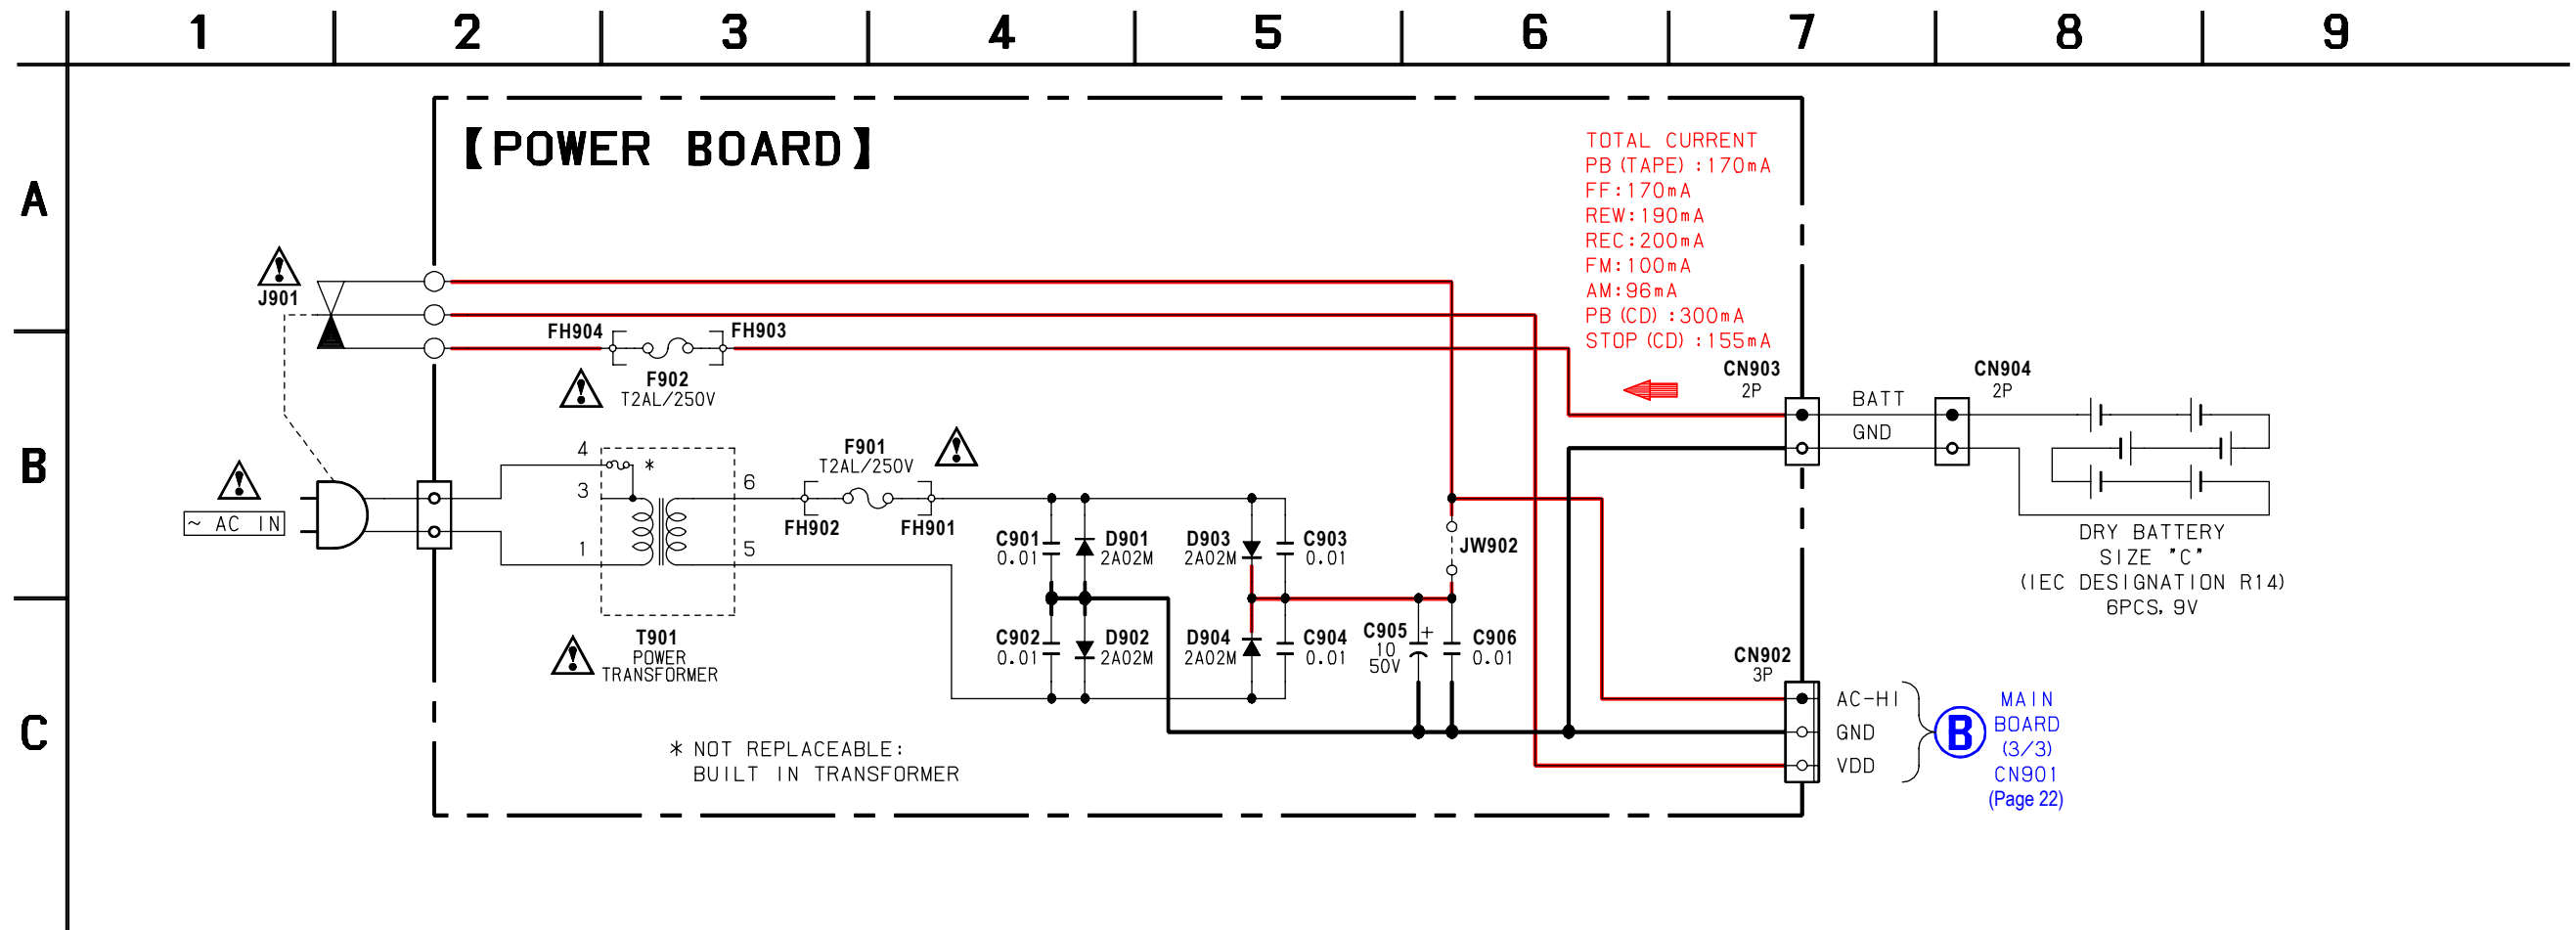 1 2 3 4 5 6 7 8 9
A
B
C
【POWER BOARD】
TOTAL CURRENT
PB (TAPE) :170mA
FF:170mA
REW:190mA
REC:200mA
FM:100mA
AM:96mA
PB (CD) :300mA
STOP (CD) :155mA
J901
FH904
FH903
F902
T2AL/250V
CN903
2P
BATT
GND
CN904
2P
~ AC IN
4
*
3
1
6
5
F901
T2AL/250V
FH902
FH901
T901
POWER
TRANSFORMER
C901
0.01
D901
2A02M
D903
2A02M
C903
0.01
JW902
C902
0.01
D902
2A02M
D904
2A02M
C904
0.01
C905
+
10
50V
C906
0.01
DRY BATTERY
SIZE "C"
(IEC DESIGNATION R14)
6PCS, 9V
CN902
3P
AC-HI
GND
VDD
B
MAIN
BOARD
(3/3)
CN901
(Page 22)
* NOT REPLACEABLE:
BUILT IN TRANSFORMER